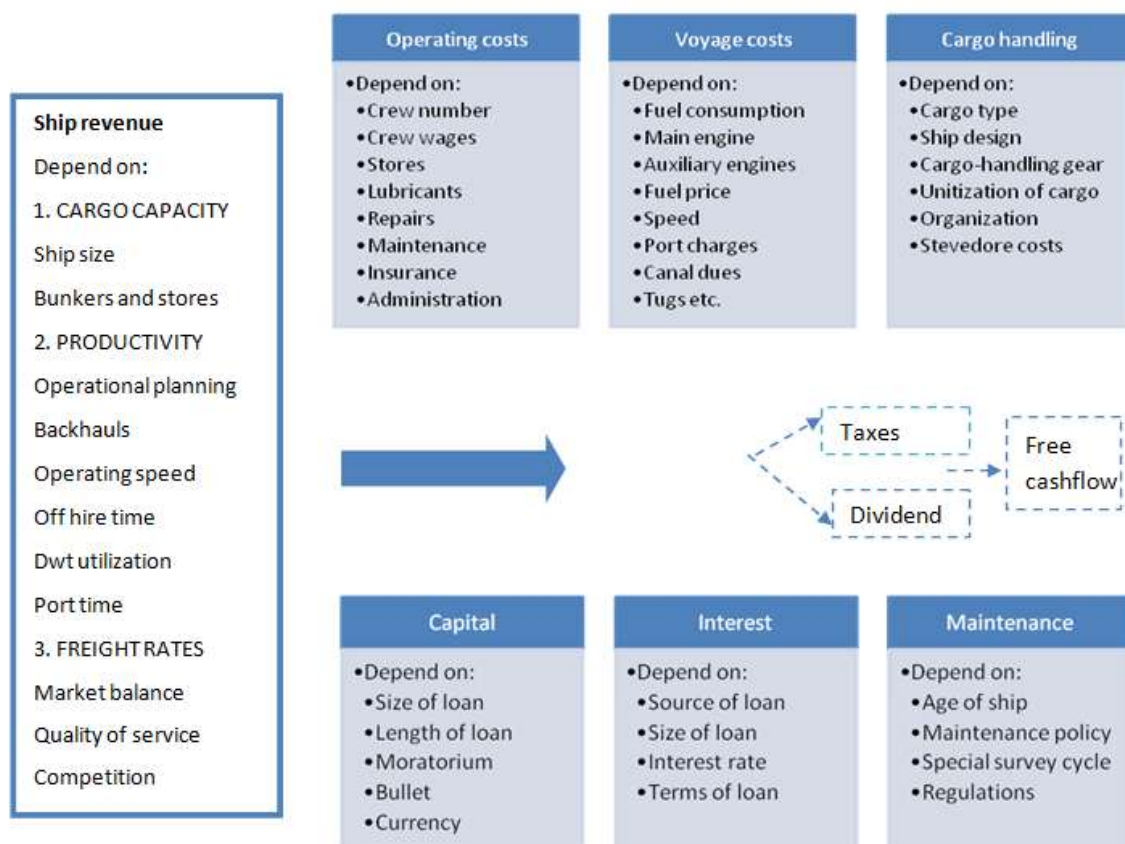 Ship revenue
Depend on:
1. CARGO CAPACITY
Ship size
Bunkers and stores
2. PRODUCTIVITY
Operational planning
Backhauls
Operating speed
Off hire time
Dwt utilization
Port time
3. FREIGHT RATES
Market balance
Quality of service
Competition
Operating costs
•Depend on:
•Crew number
•Crew wages
•Stores
•Lubricants
•Repairs
•Maintenance
•Insurance
•Administration
Voyage costs
•Depend on:
•Fuel consumption
•Main engine
•Auxiliary engines
•Fuel price
•Speed
•Port charges
•Canal dues
•Tugs etc.
Cargo handling
•Depend on:
•Cargo type
•Ship design
•Cargo-handling gear
•Unitization of cargo
•Organization
•Stevedore costs
Taxes
Dividend
Free
cashflow
Capital
•Depend on:
•Size of loan
•Length of loan
•Moratorium
•Bullet
•Currency
Interest
•Depend on:
•Source of loan
•Size of loan
•Interest rate
•Terms of loan
Maintenance
•Depend on:
•Age of ship
•Maintenance policy
•Special survey cycle
•Regulations